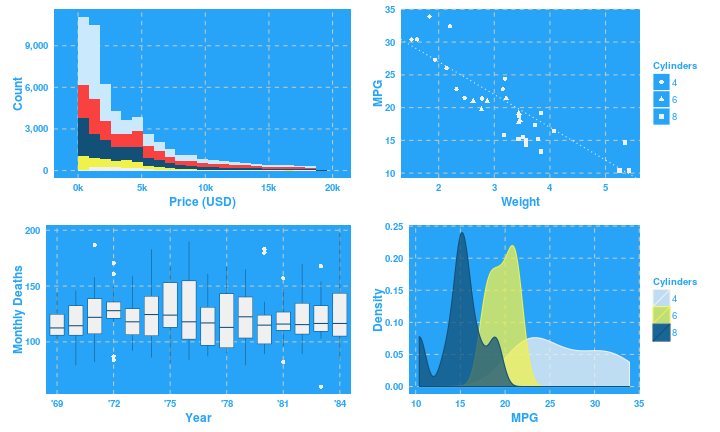 9,000
6,000
3,000
0
Count
0k 5k 10k 15k 20k
Price (USD)
35
30
25
20
15
10
MPG
2 3 4 5
Weight
Cylinders
4
6
8
200
150
100
Monthly Deaths
'69 '72 '75 '78 '81 '84
Year
0.25
0.20
0.15
0.10
0.05
0.00
Density
10 15 20 25 30 35
MPG
Cylinders
4
6
8